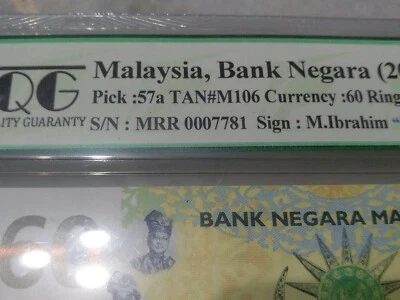 Malaysia, Bank Negara (20
QG
Pick :57a TAN#M106 Currency :60 Ring
LITY GUARANTY
S/N : MRR 0007781 Sign : M.Ibrahim "
BANK NEGARA MA
60